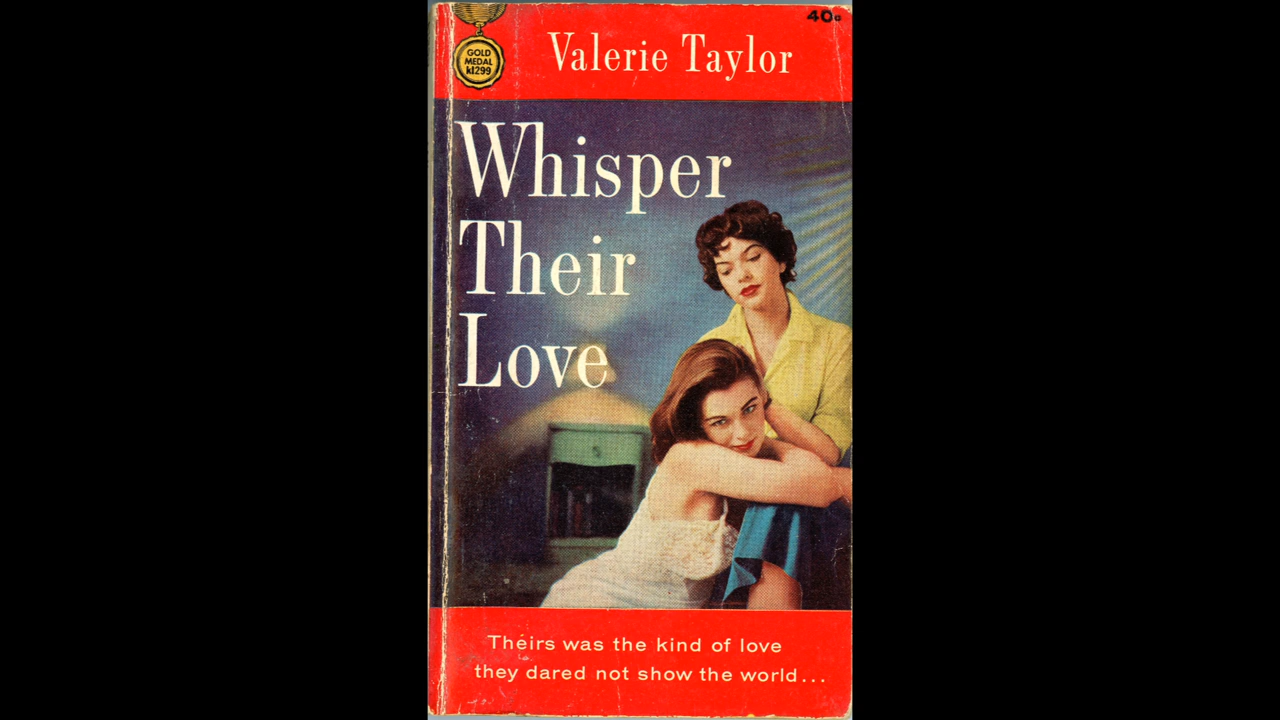 40¢
GOLD
MEDAL
k1299
Valerie Taylor
Whisper
Their
Love
Theirs was the kind of love
they dared not show the world...